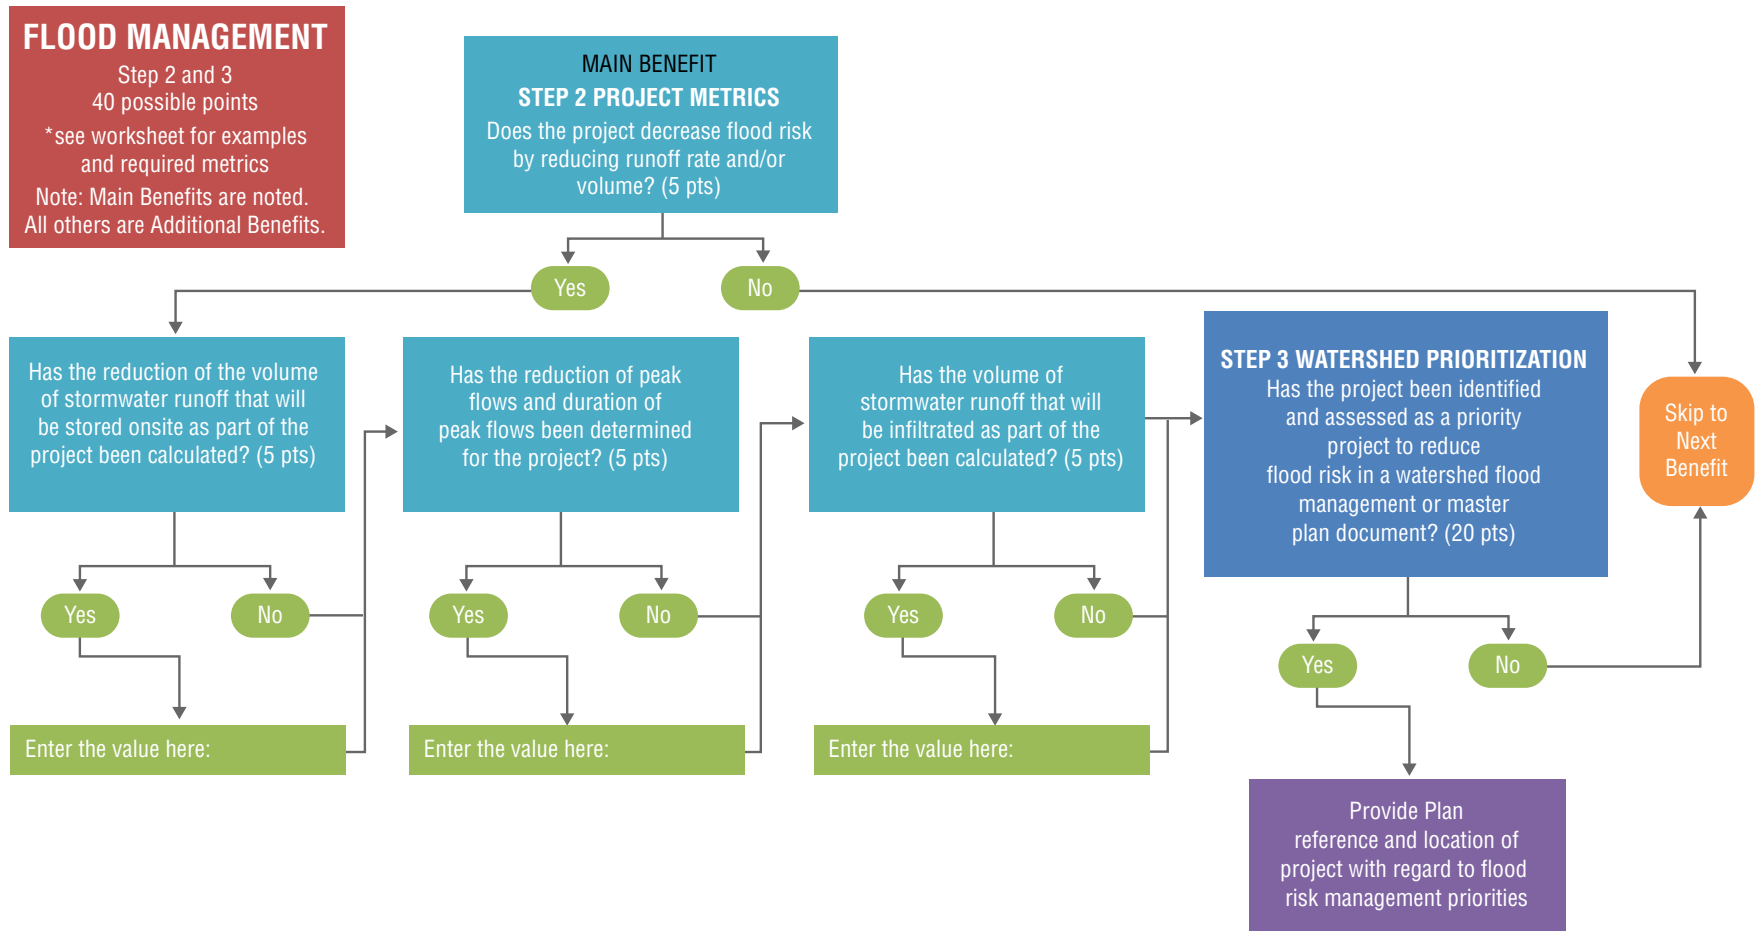 FLOOD MANAGEMENT
Step 2 and 3
40 possible points
*see worksheet for examples
and required metrics
Note: Main Benefits are noted.
All others are Additional Benefits.
MAIN BENEFIT
STEP 2 PROJECT METRICS
Does the project decrease flood risk
by reducing runoff rate and/or
volume? (5 pts)
Yes
No
Has the reduction of the volume
of stormwater runoff that will
be stored onsite as part of the
project been calculated? (5 pts)
Yes
No
Enter the value here:
Has the reduction of peak
flows and duration of
peak flows been determined
for the project? (5 pts)
Yes
No
Enter the value here:
Has the volume of
stormwater runoff that will
be infiltrated as part of the
project been calculated? (5 pts)
Yes
No
Enter the value here:
STEP 3 WATERSHED PRIORITIZATION
Has the project been identified
and assessed as a priority
project to reduce
flood risk in a watershed flood
management or master
plan document? (20 pts)
Yes
No
Provide Plan
reference and location of
project with regard to flood
risk management priorities
Skip to
Next
Benefit